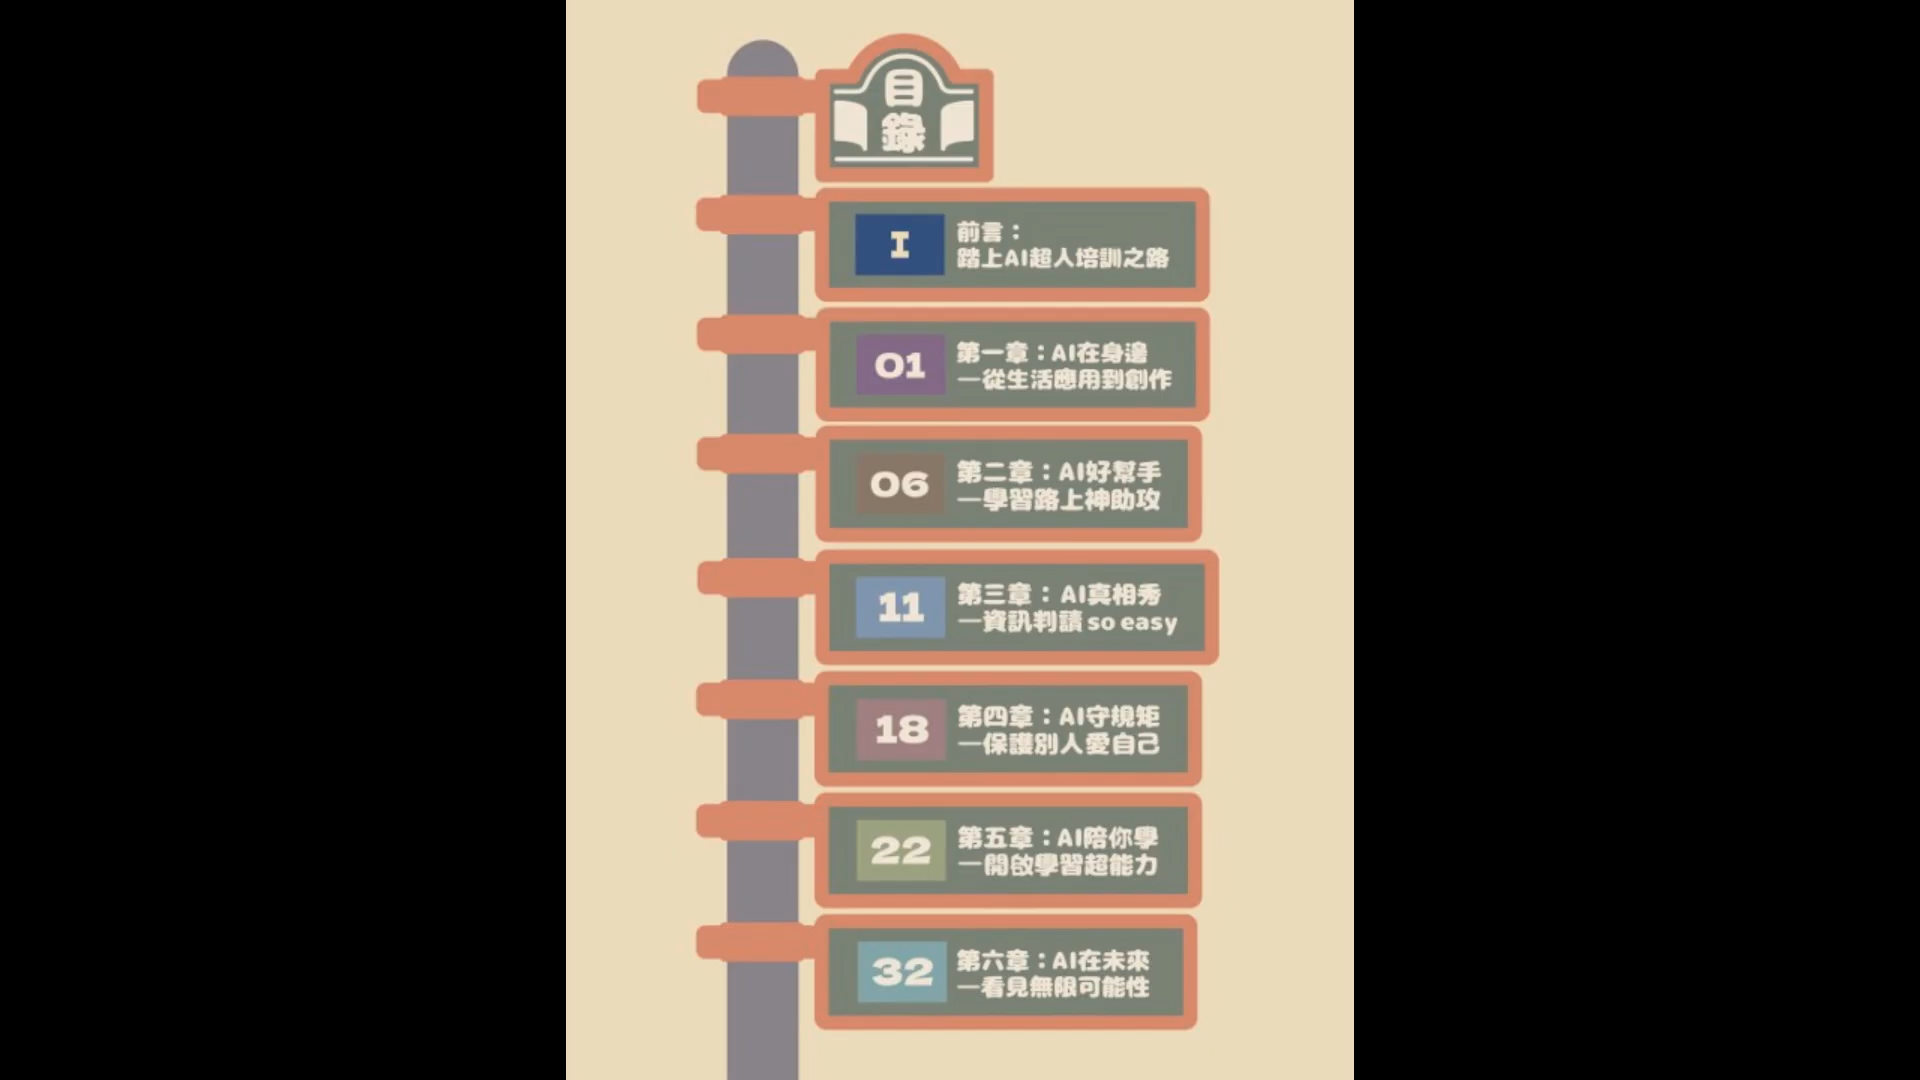 目
錄
I
前言：
踏上AI超人培訓之路
01
第一章：AI在身邊
—從生活應用到創作
06
第二章：AI好幫手
—學習路上神助攻
11
第三章：AI真相秀
—資訊判讀 so easy
18
第四章：AI守規矩
—保護別人愛自己
22
第五章：AI陪你學
—開啟學習超能力
32
第六章：AI在未來
—看見無限可能性